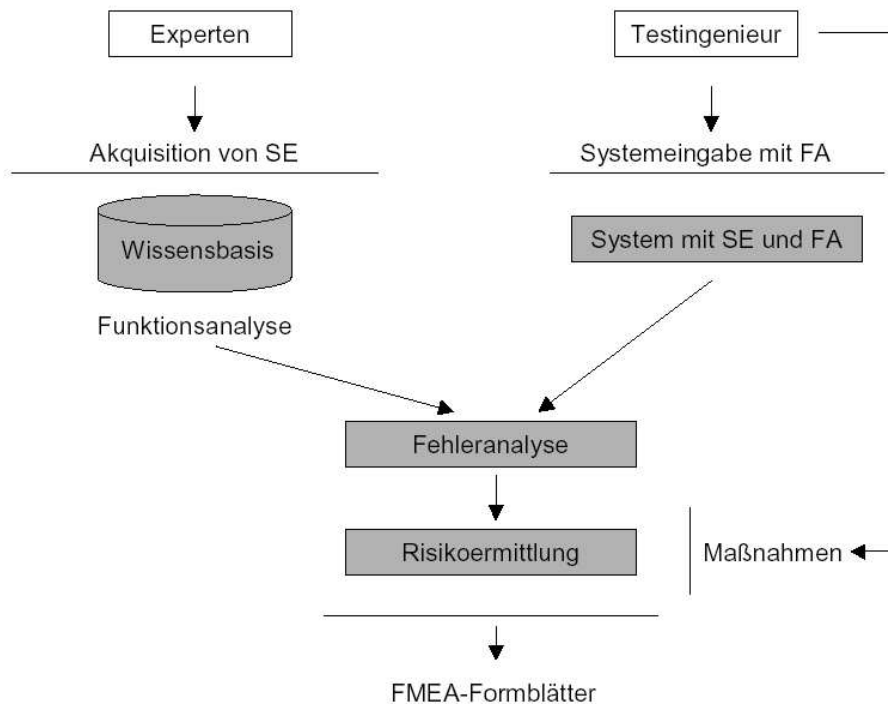 Experten
Testingenieur
Akquisition von SE
Systemeingabe mit FA
Wissensbasis
System mit SE und FA
Funktionsanalyse
Fehleranalyse
Risikoermittlung
Maßnahmen
FMEA-Formblätter